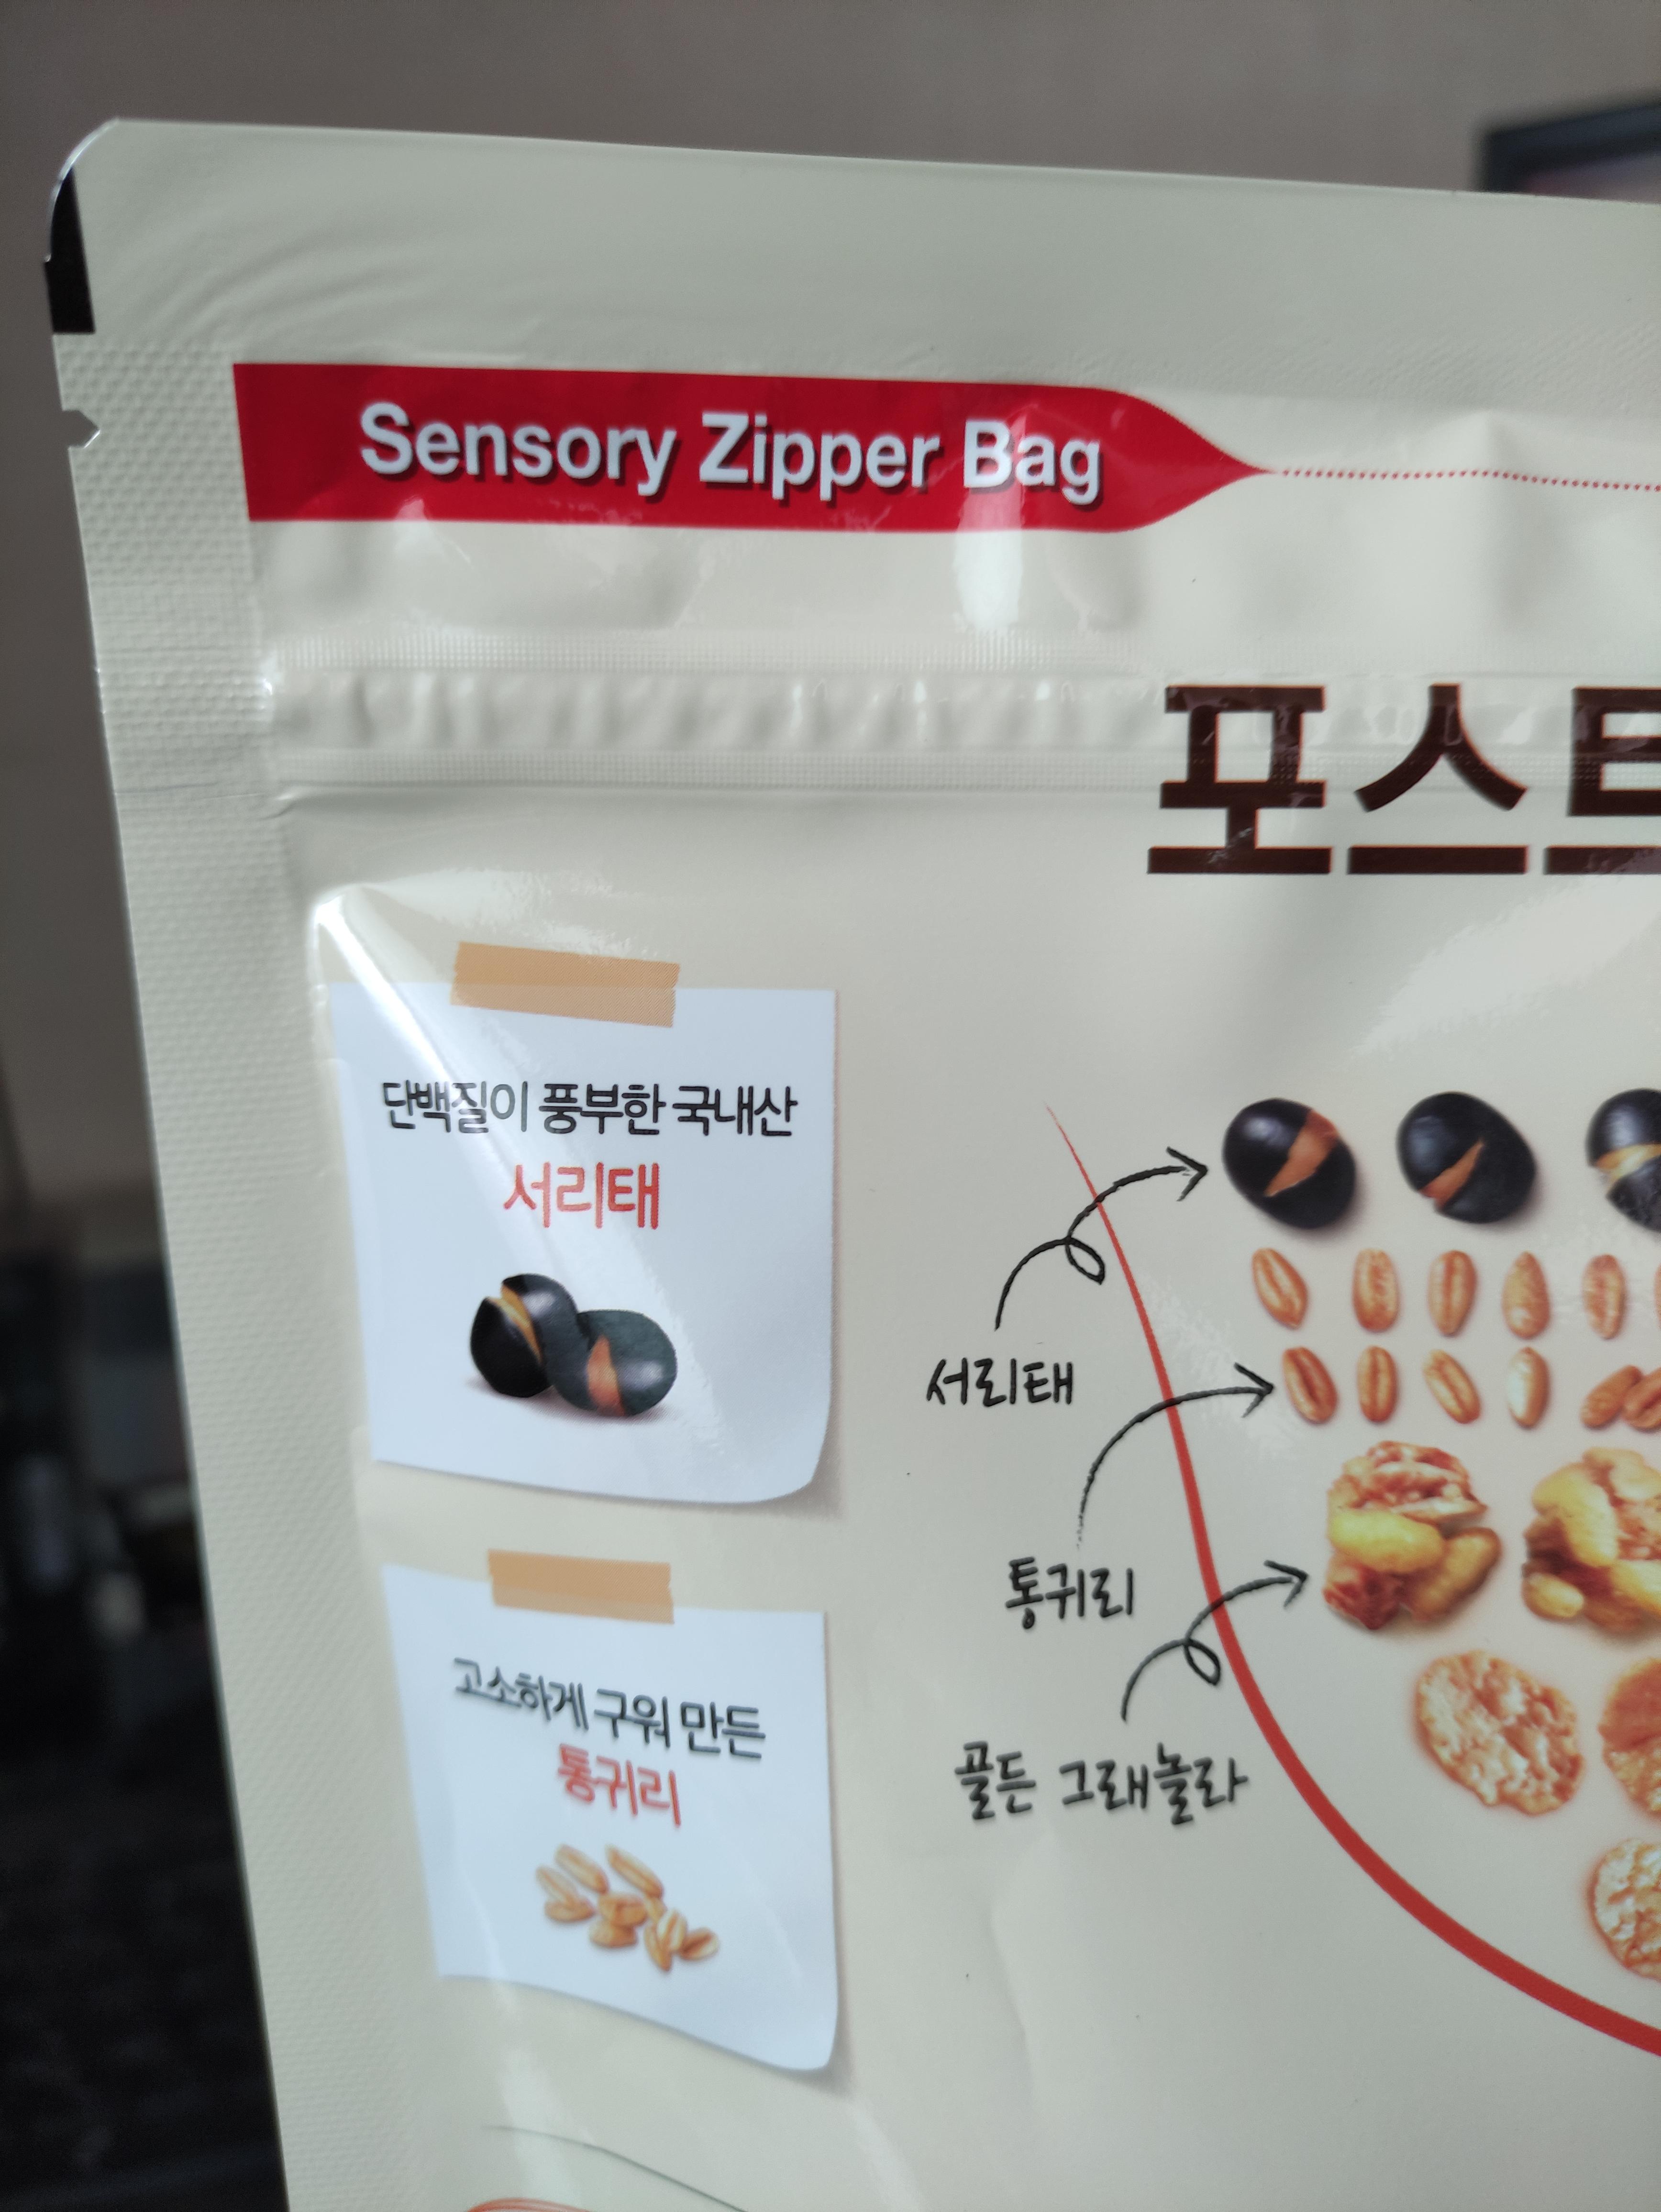 Sensory Zipper Bag
포스트
단백질이 풍부한 국내산
서리태
서리태
통귀리
골든 그래놀라
고소하게 구워 만든
통귀리